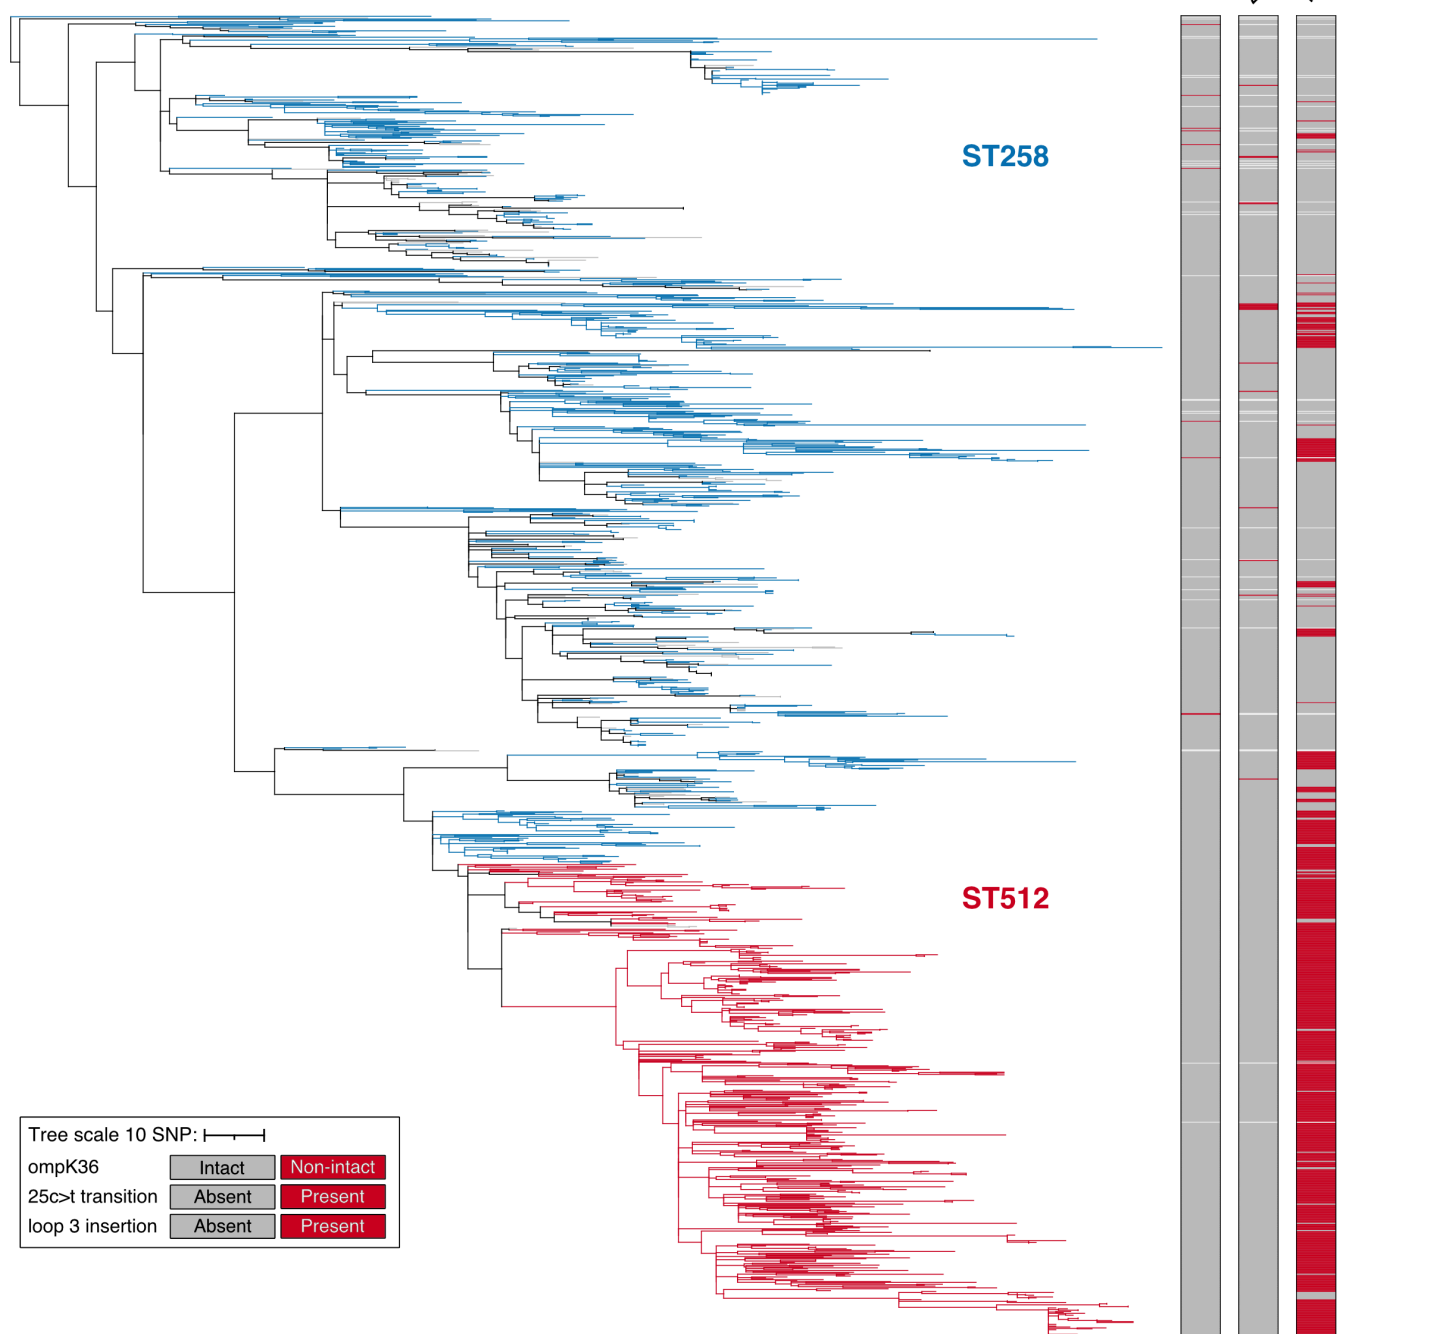 ST258
ST512
Tree scale 10 SNP:
ompK36 Intact Non-intact
25c>t transition Absent Present
loop 3 insertion Absent Present